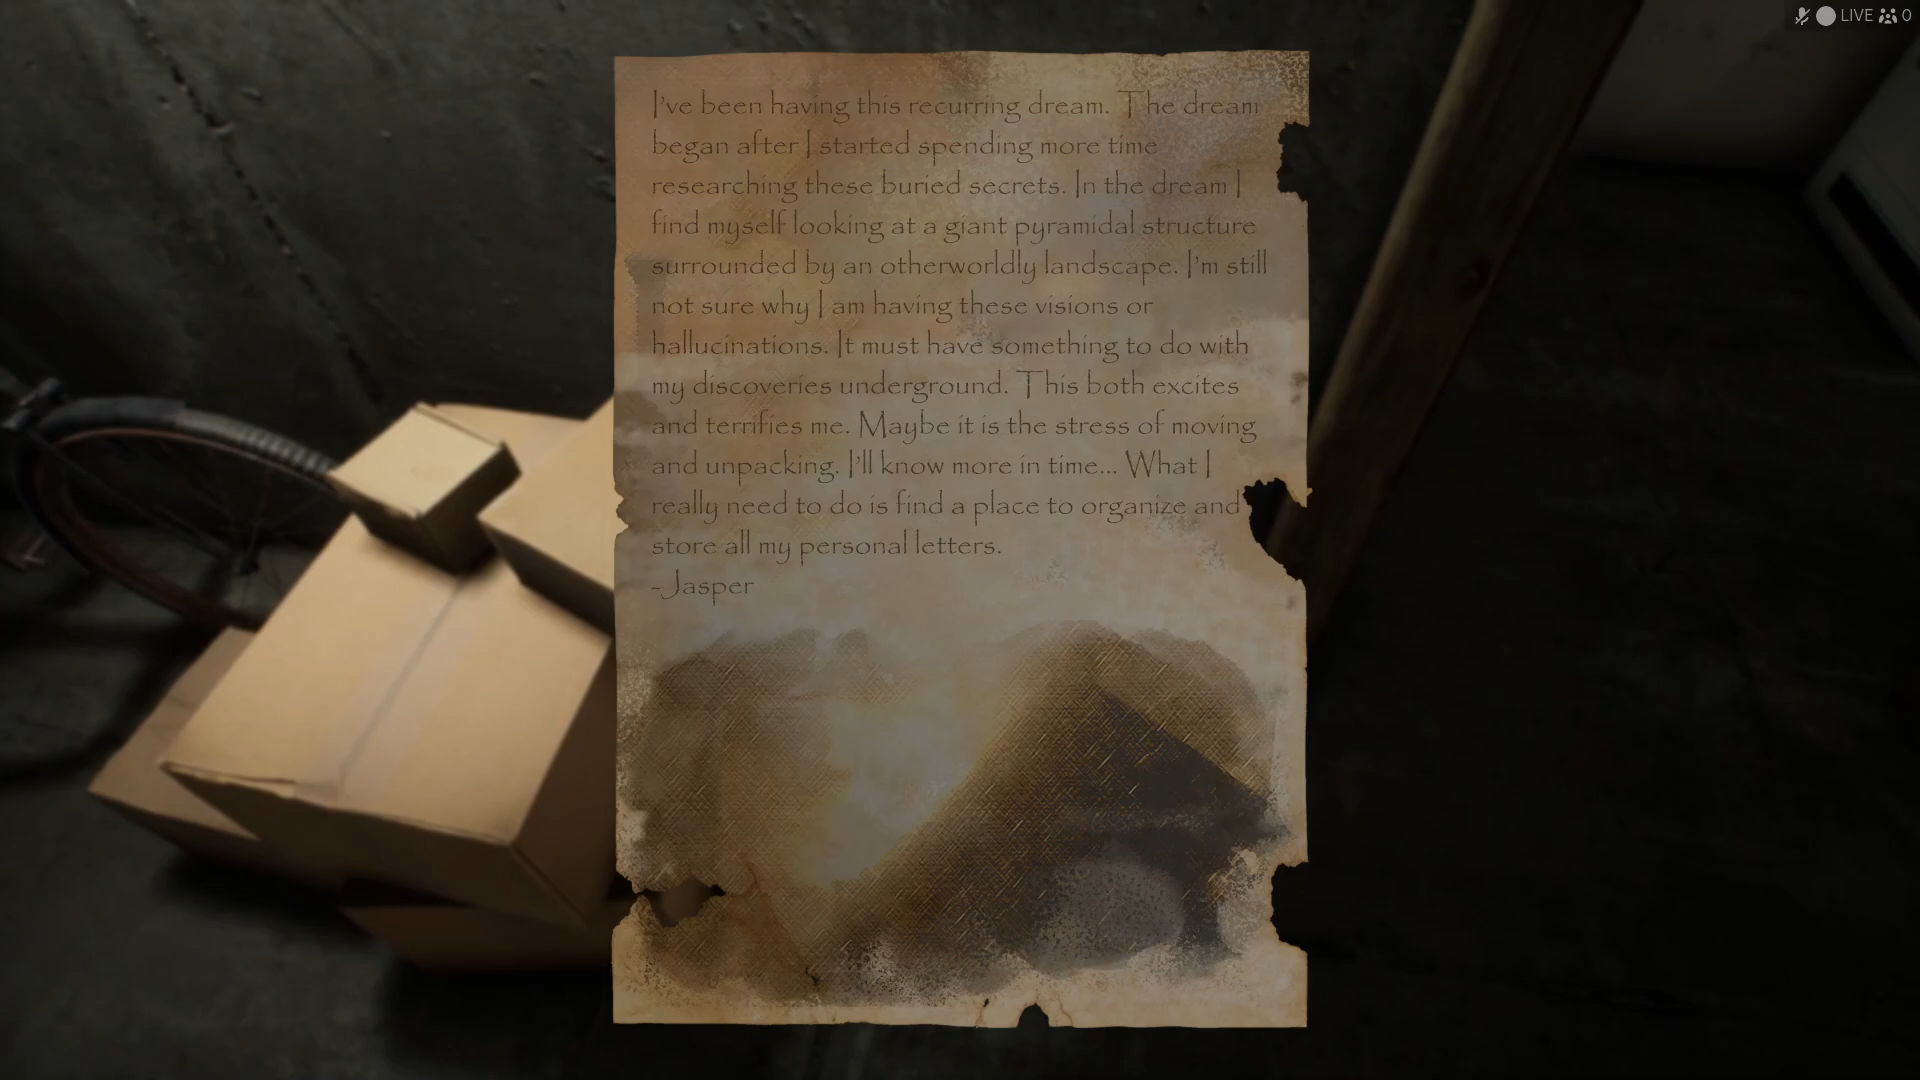 LIVE 0
I've been having this recurring dream. The dream
began after I started spending more time
researching these buried secrets. In the dream I
find myself looking at a giant pyramidal structure
surrounded by an otherworldly landscape. I'm still
not sure why I am having these visions or
hallucinations. It must have something to do with
my discoveries underground. This both excites
and terrifies me. Maybe it is the stress of moving
and unpacking. I'll know more in time... What I
really need to do is find a place to organize and
store all my personal letters.
-Jasper